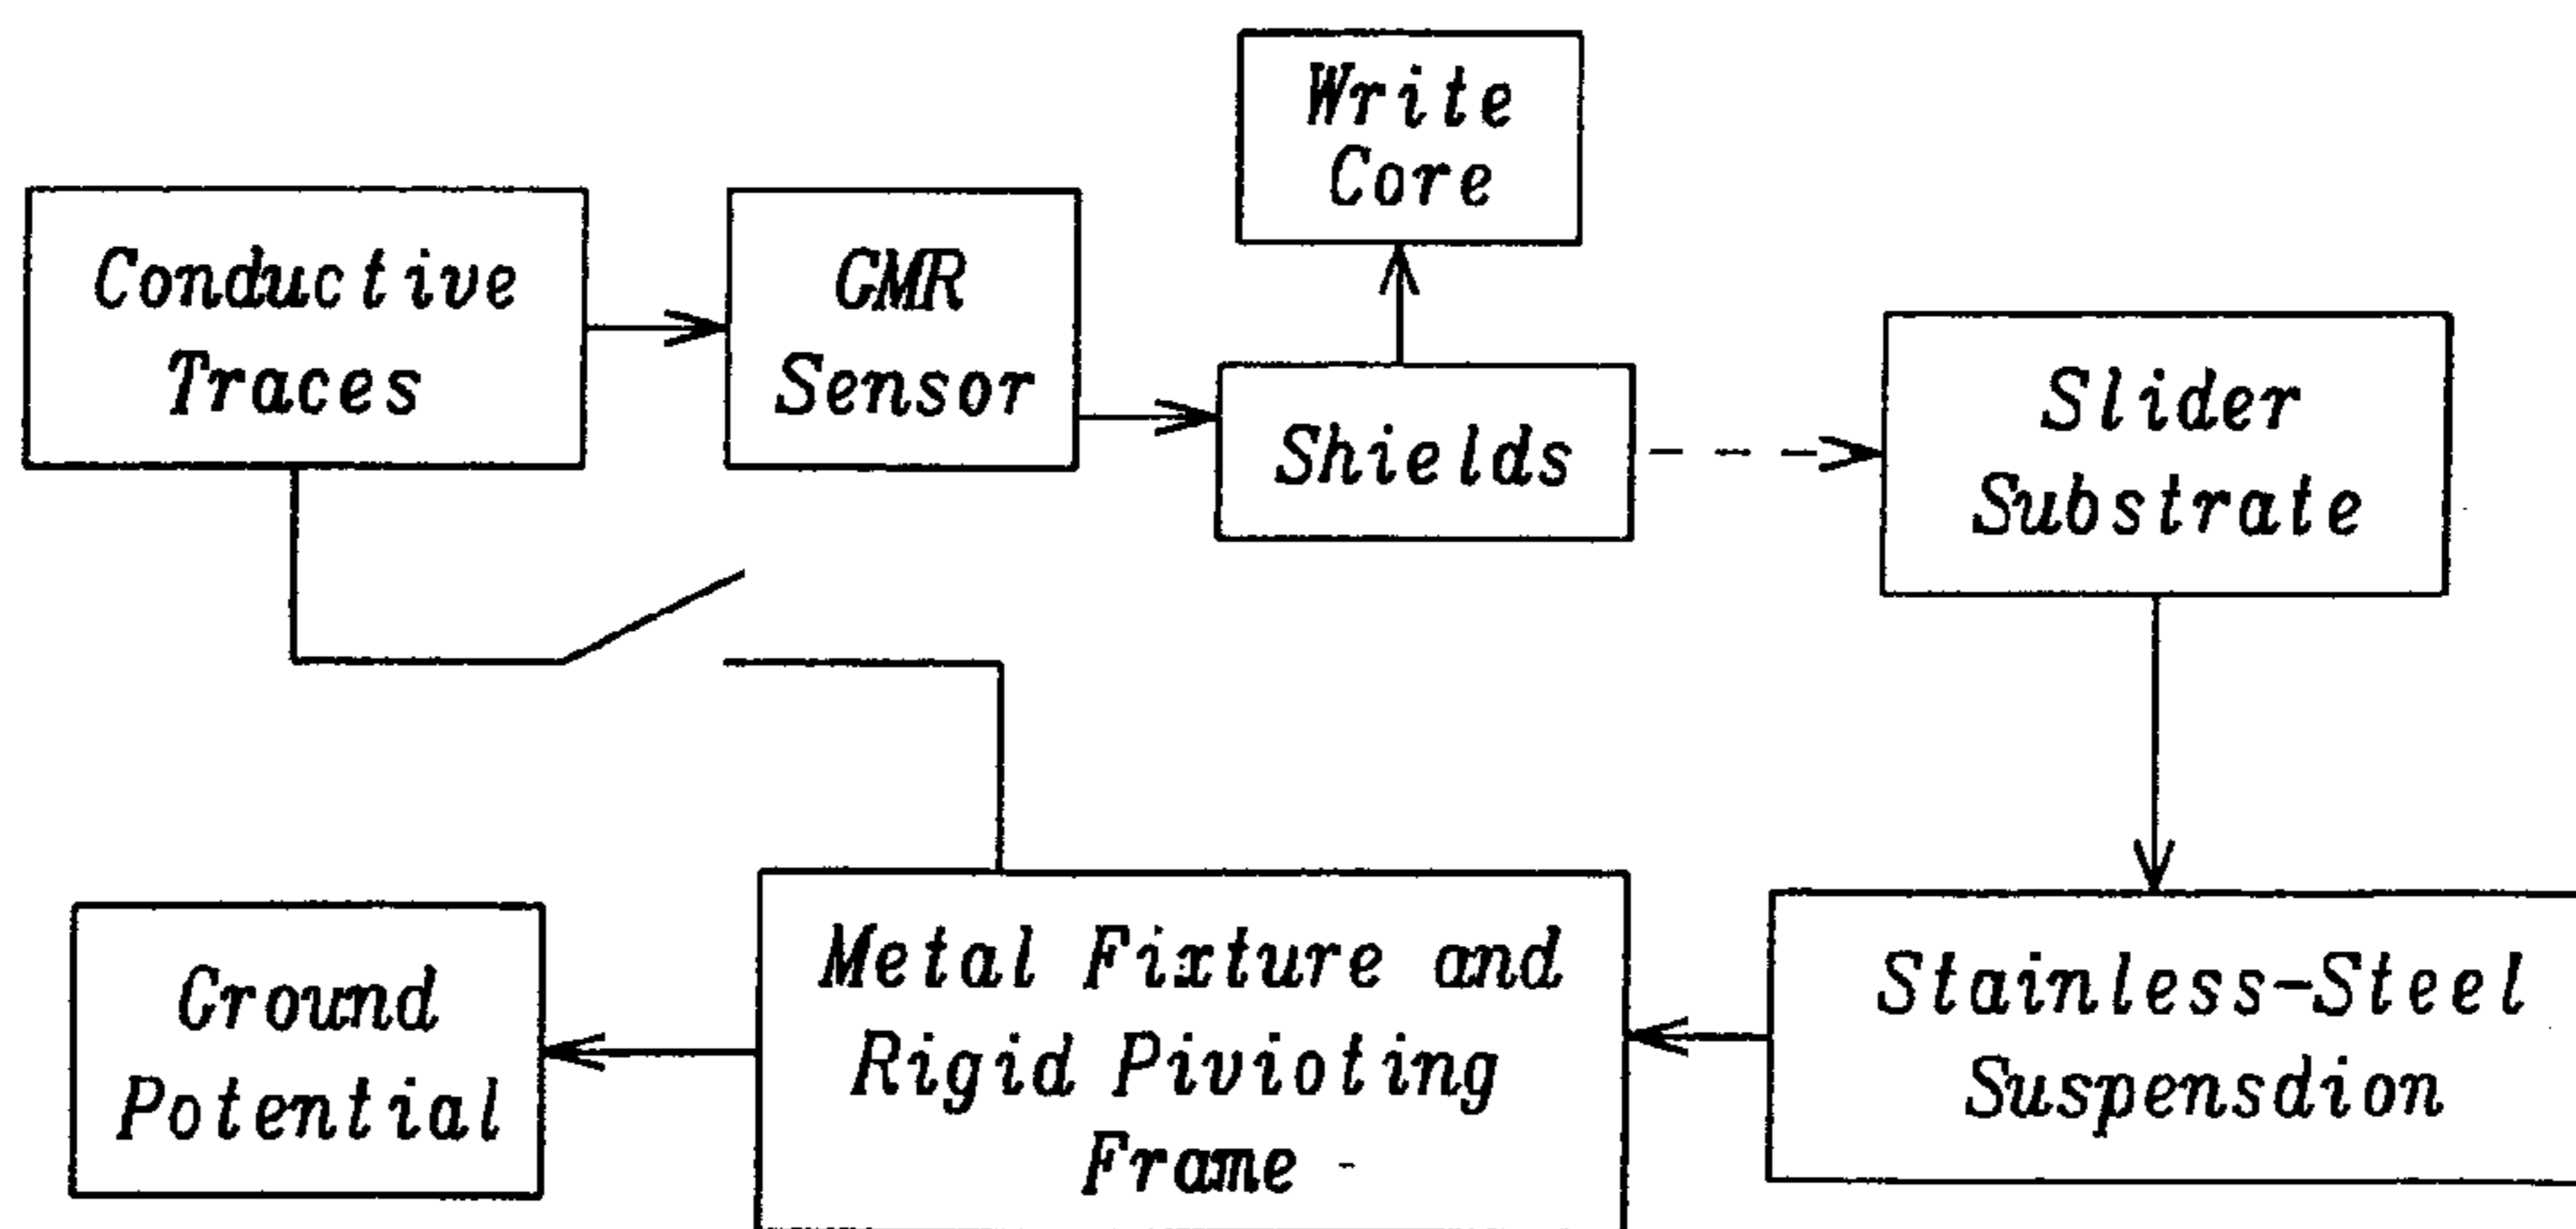 Write
Core
Conductive
Traces
GMR
Sensor
Shields
Slider
Substrate
Ground
Potential
Metal Fixture and
Rigid Pivioting
Frame
Stainless-Steel
Suspensdion